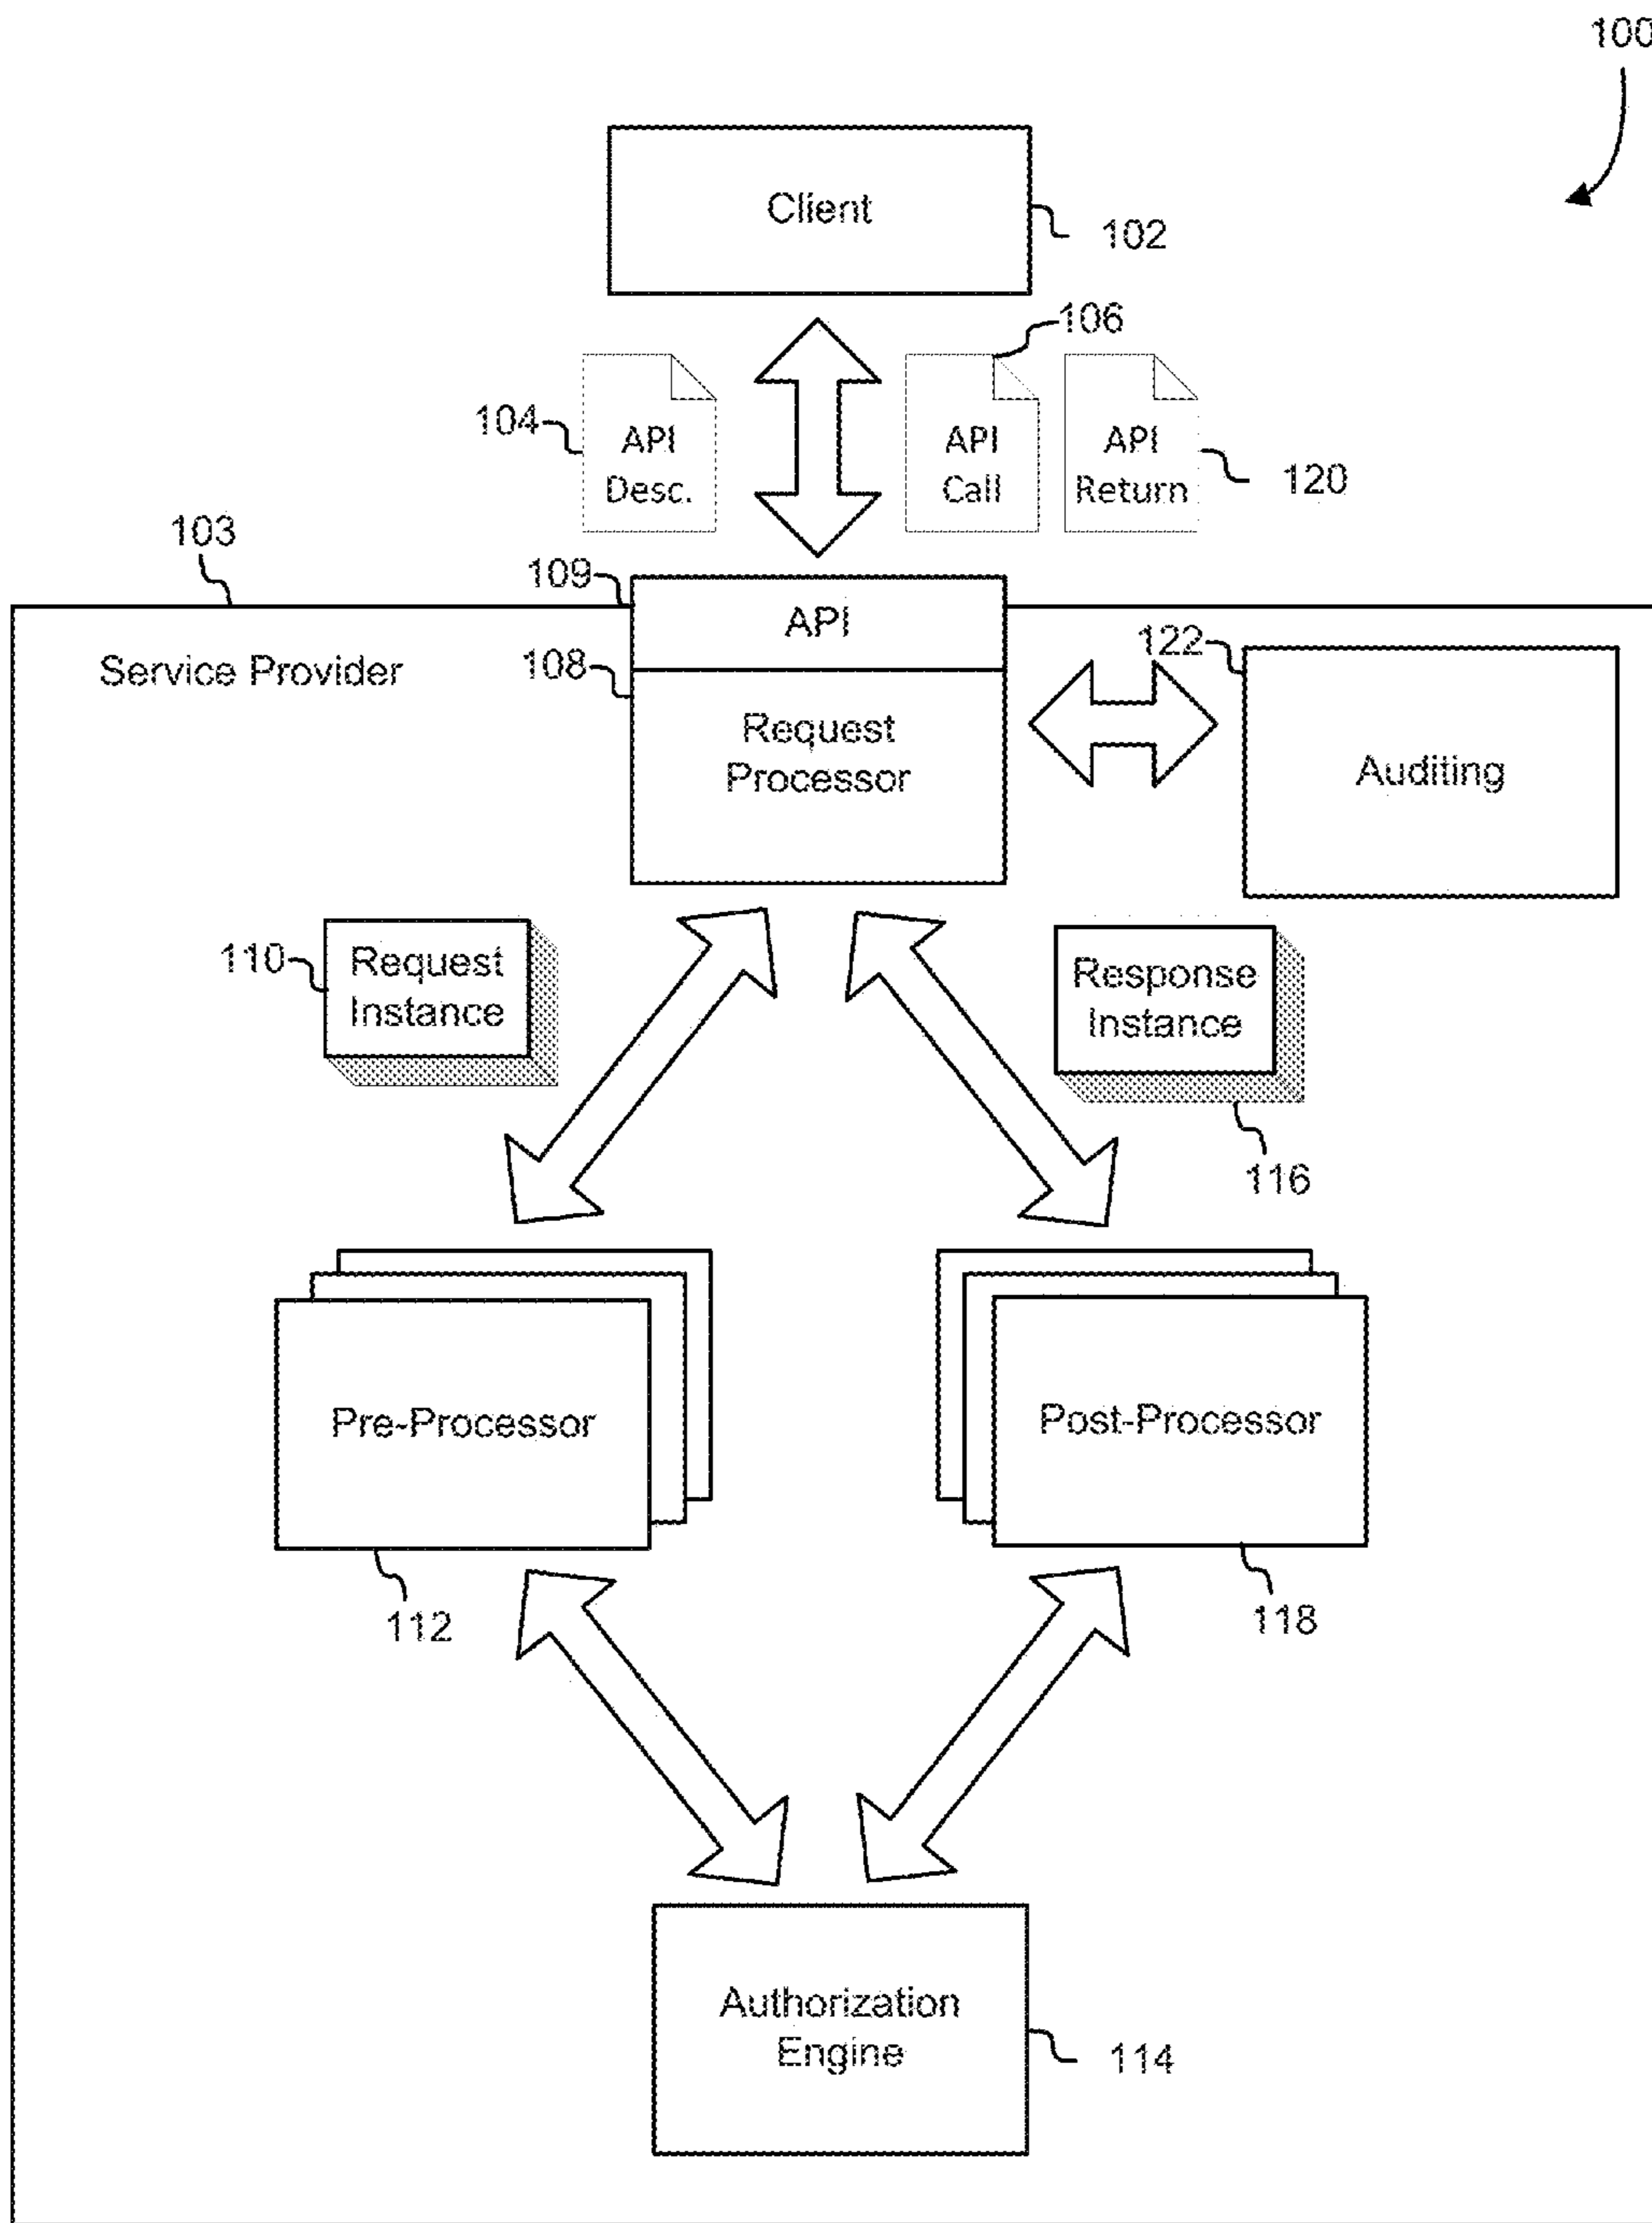 100
Client
102
106
104
API
Desc.
API
Call
API
Return
120
103
109
API
Service Provider
108
122
Request
Processor
Auditing
110
Request
Instance
Response
Instance
116
Pre-Processor
Post-Processor
112
118
Authorization
Engine
114